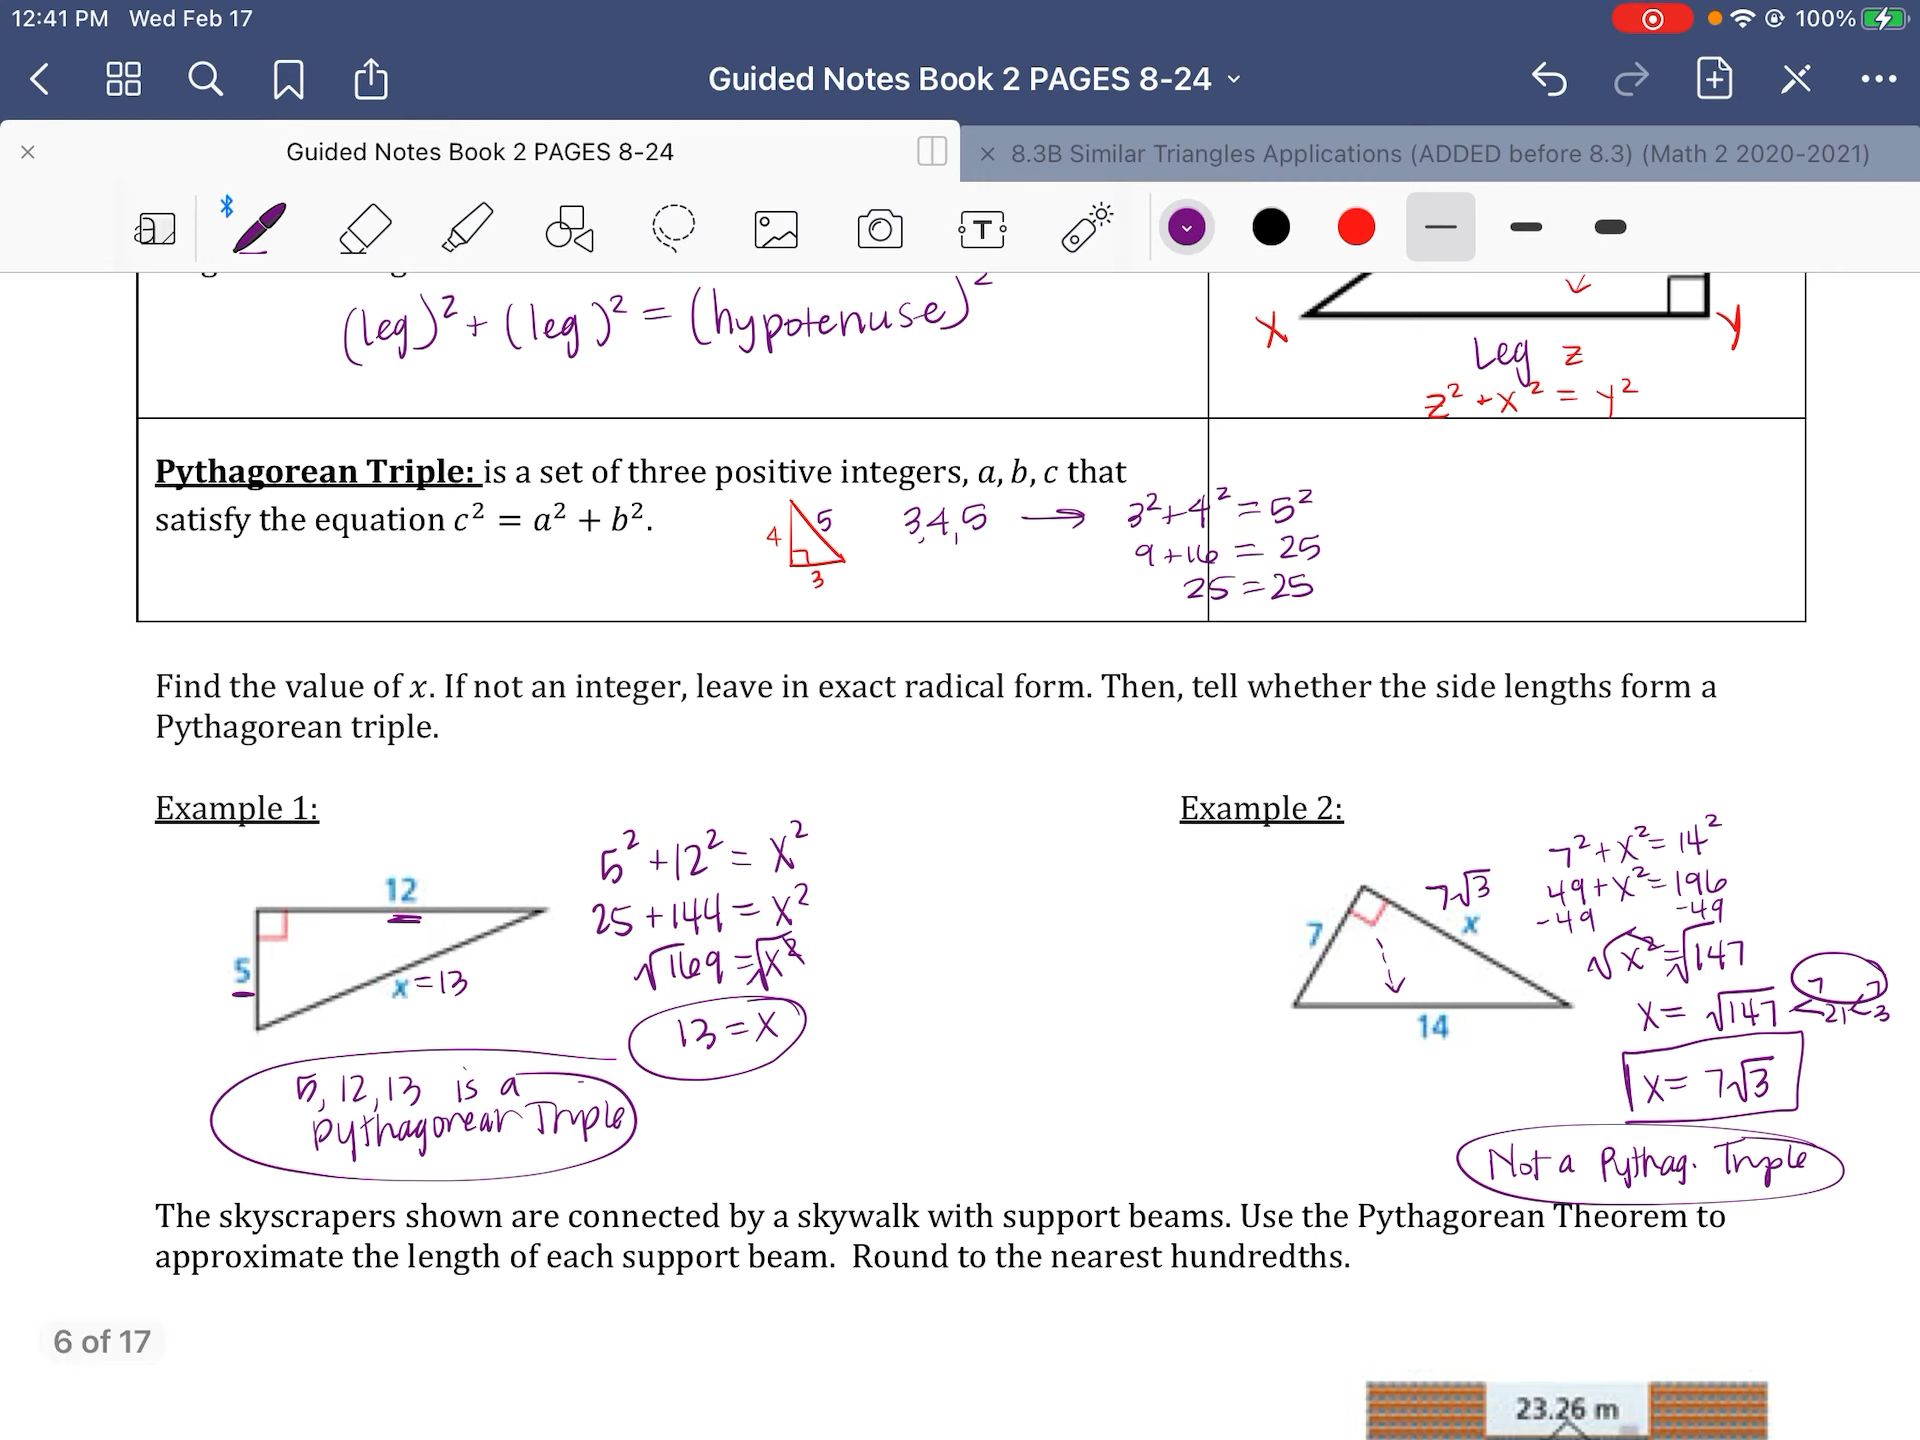 12:41 PM Wed Feb 17
100%
Guided Notes Book 2 PAGES 8-24
Guided Notes Book 2 PAGES 8-24
8.3B Similar Triangles Applications (ADDED before 8.3) (Math 2 2020-2021)
(leg)² + (leg)² = (hypotenuse)²
x
y
Leg z
z² + x² = y²
Pythagorean Triple: is a set of three positive integers, a, b, c that
satisfy the equation c² = a² + b².
4
5
3
3,4,5 → 3² + 4² = 5²
9 + 16 = 25
25 = 25
Find the value of x. If not an integer, leave in exact radical form. Then, tell whether the side lengths form a
Pythagorean triple.
Example 1:
12
5
x = 13
5² + 12² = x²
25 + 144 = x²
√169 = √x²
13 = x
5, 12, 13 is a
Pythagorean Triple
Example 2:
7
7√3
x
14
7² + x² = 14²
49 + x² = 196
-49 -49
√x² = √147
x = √147
7 7
21 3
x = 7√3
Not a Pythag. Triple
The skyscrapers shown are connected by a skywalk with support beams. Use the Pythagorean Theorem to
approximate the length of each support beam. Round to the nearest hundredths.
6 of 17
23.26 m